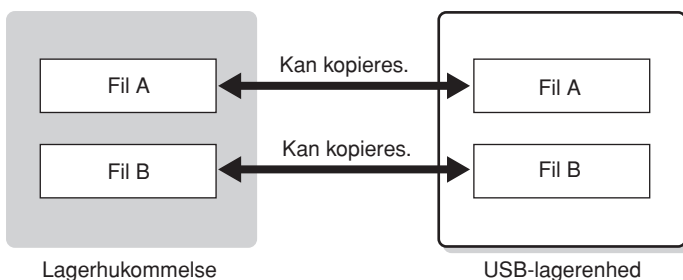 Kan kopieres.
Fil A
Fil A
Kan kopieres.
Fil B
Fil B
Lagerhukommelse
USB-lagerenhed